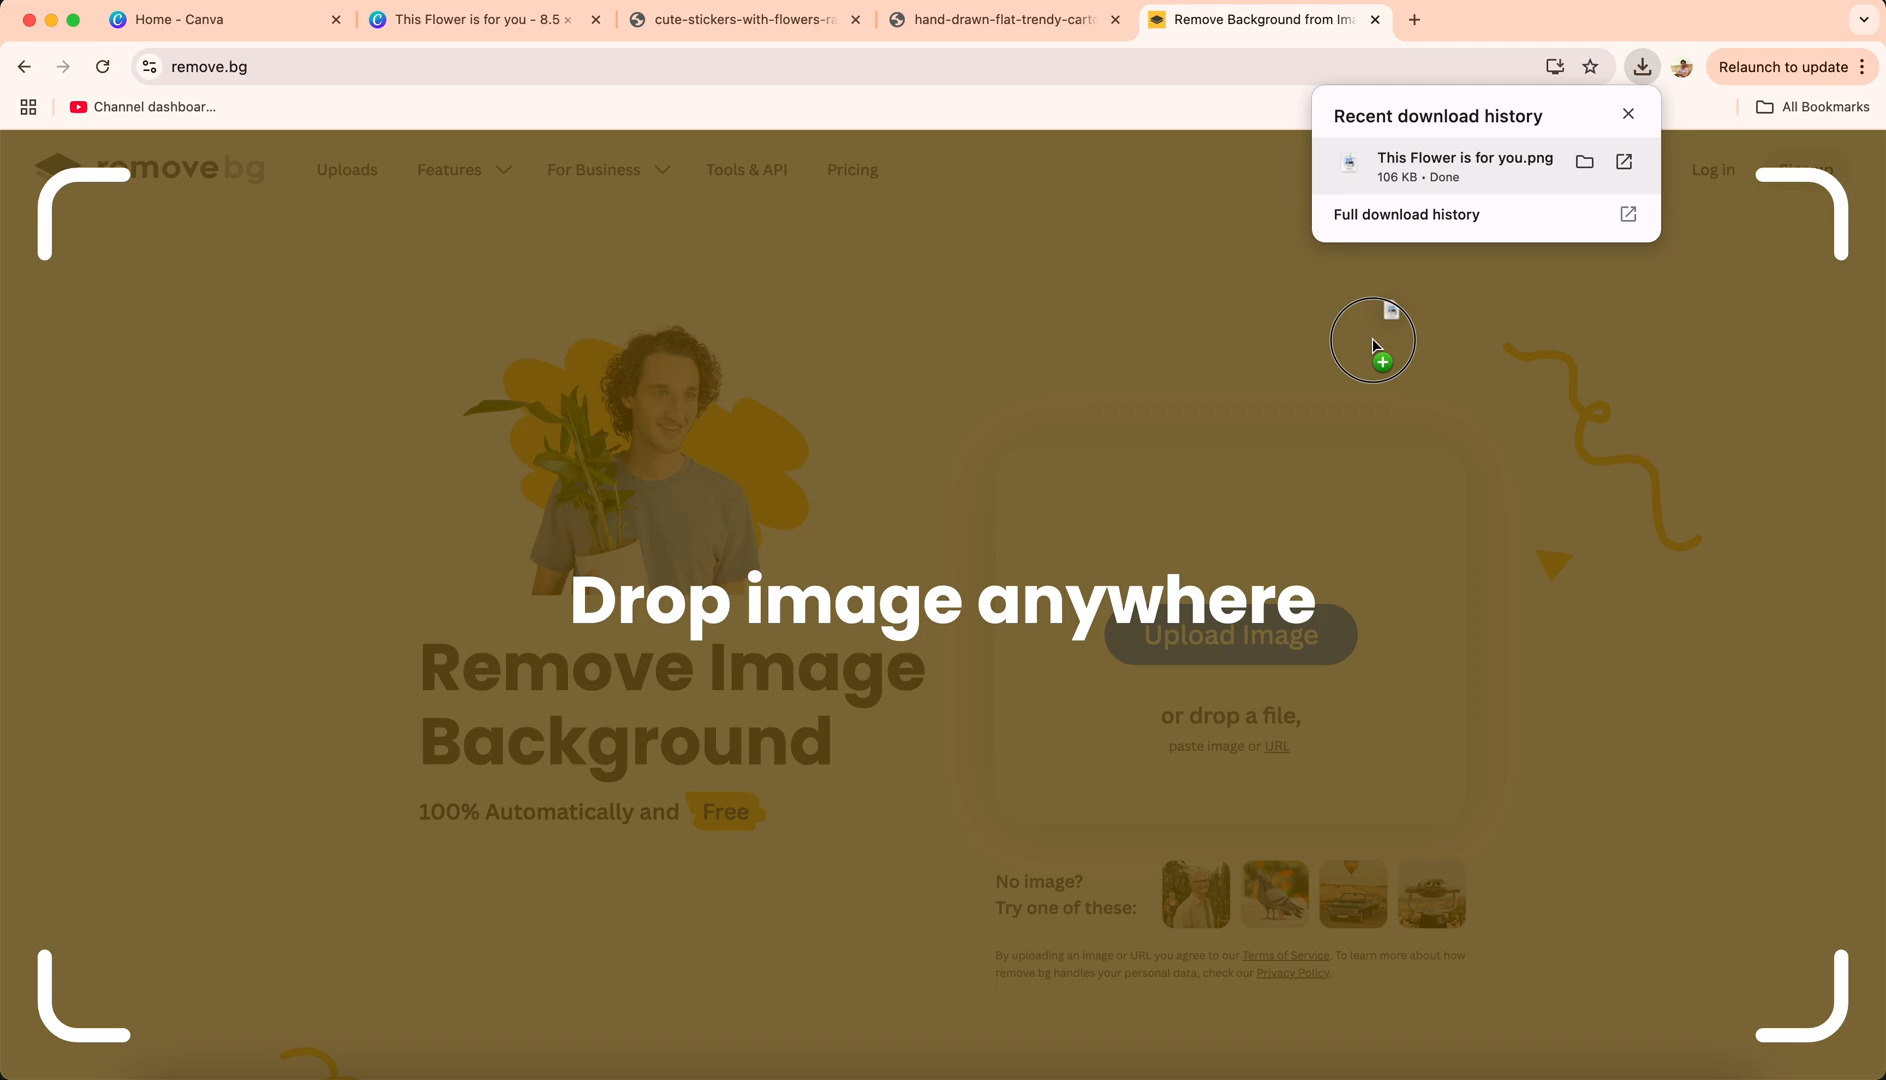 Home - Canva
This Flower is for you - 8.5 ×
cute-stickers-with-flowers-ra
hand-drawn-flat-trendy-carto
Remove Background from Ima
remove.bg
Relaunch to update
Channel dashboar...
All Bookmarks
Recent download history
This Flower is for you.png
106 KB • Done
Full download history
removebg
Uploads
Features
For Business
Tools & API
Pricing
Log in
Drop image anywhere
Upload Image
Remove Image
Background
100% Automatically and Free
or drop a file,
paste image or URL
No image?
Try one of these:
By uploading an image or URL you agree to our Terms of Service. To learn more about how
remove.bg handles your personal data, check our Privacy Policy.